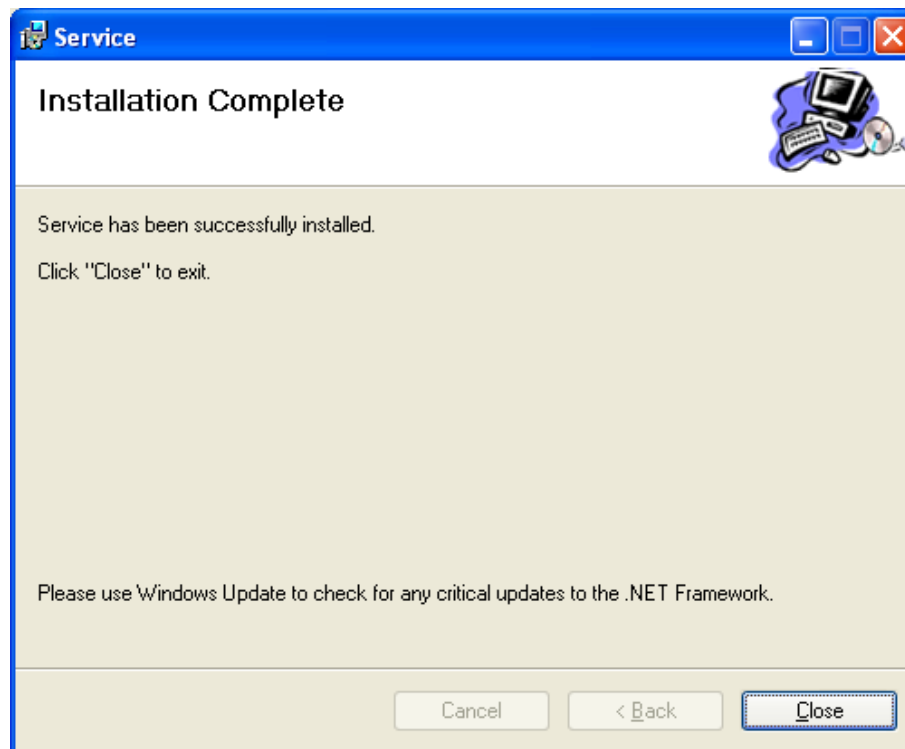 Service
Installation Complete
Service has been successfully installed.
Click "Close" to exit.
Please use Windows Update to check for any critical updates to the .NET Framework.
Cancel
< Back
Close